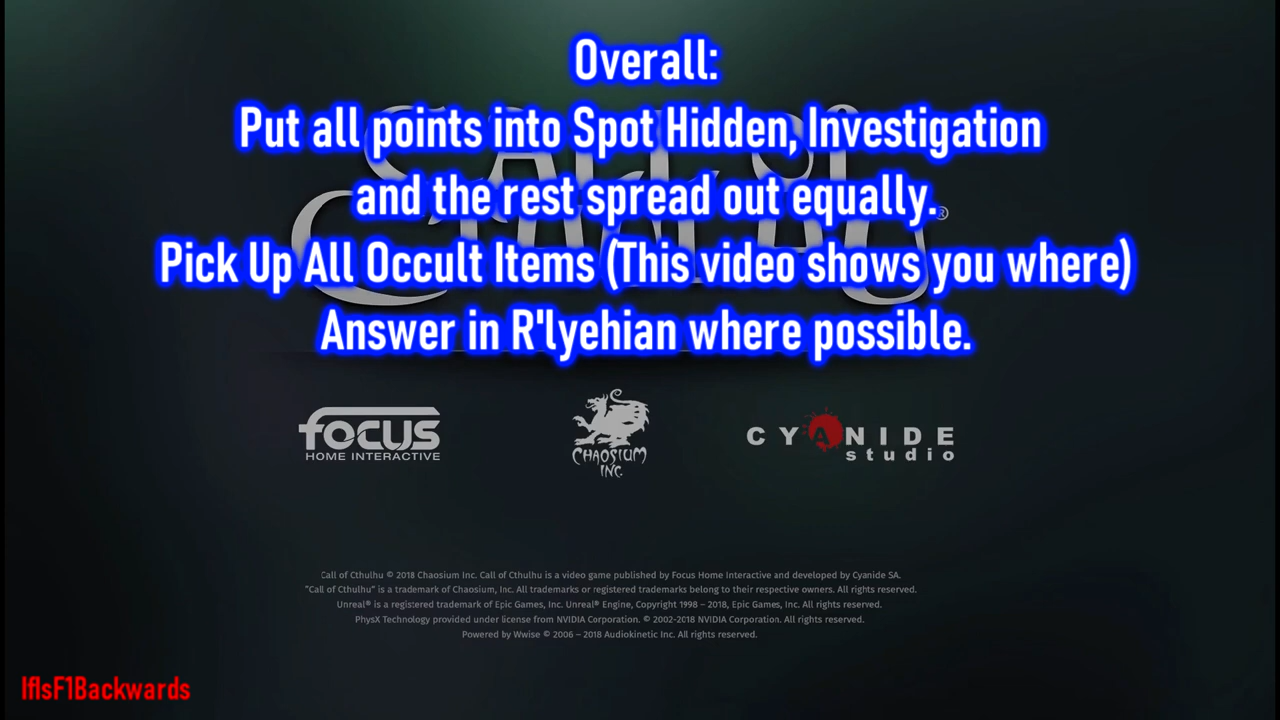 Overall:
Put all points into Spot Hidden, Investigation
and the rest spread out equally.
Pick Up All Occult Items (This video shows you where)
Answer in R'lyehian where possible.
CALL of
CTHULHU®
focus
HOME INTERACTIVE
CHAOSIUM
INC.
CYANIDE
studio
Call of Cthulhu © 2018 Chaosium Inc. Call of Cthulhu is a video game published by Focus Home Interactive and developed by Cyanide SA.
"Call of Cthulhu" is a trademark of Chaosium, Inc. All trademarks or registered trademarks belong to their respective owners. All rights reserved.
Unreal® is a registered trademark of Epic Games, Inc. Unreal® Engine, Copyright 1998 – 2018, Epic Games, Inc. All rights reserved.
PhysX Technology provided under license from NVIDIA Corporation. © 2002-2018 NVIDIA Corporation. All rights reserved.
Powered by Wwise © 2006 – 2018 Audiokinetic Inc. All rights reserved.
IfIsF1Backwards